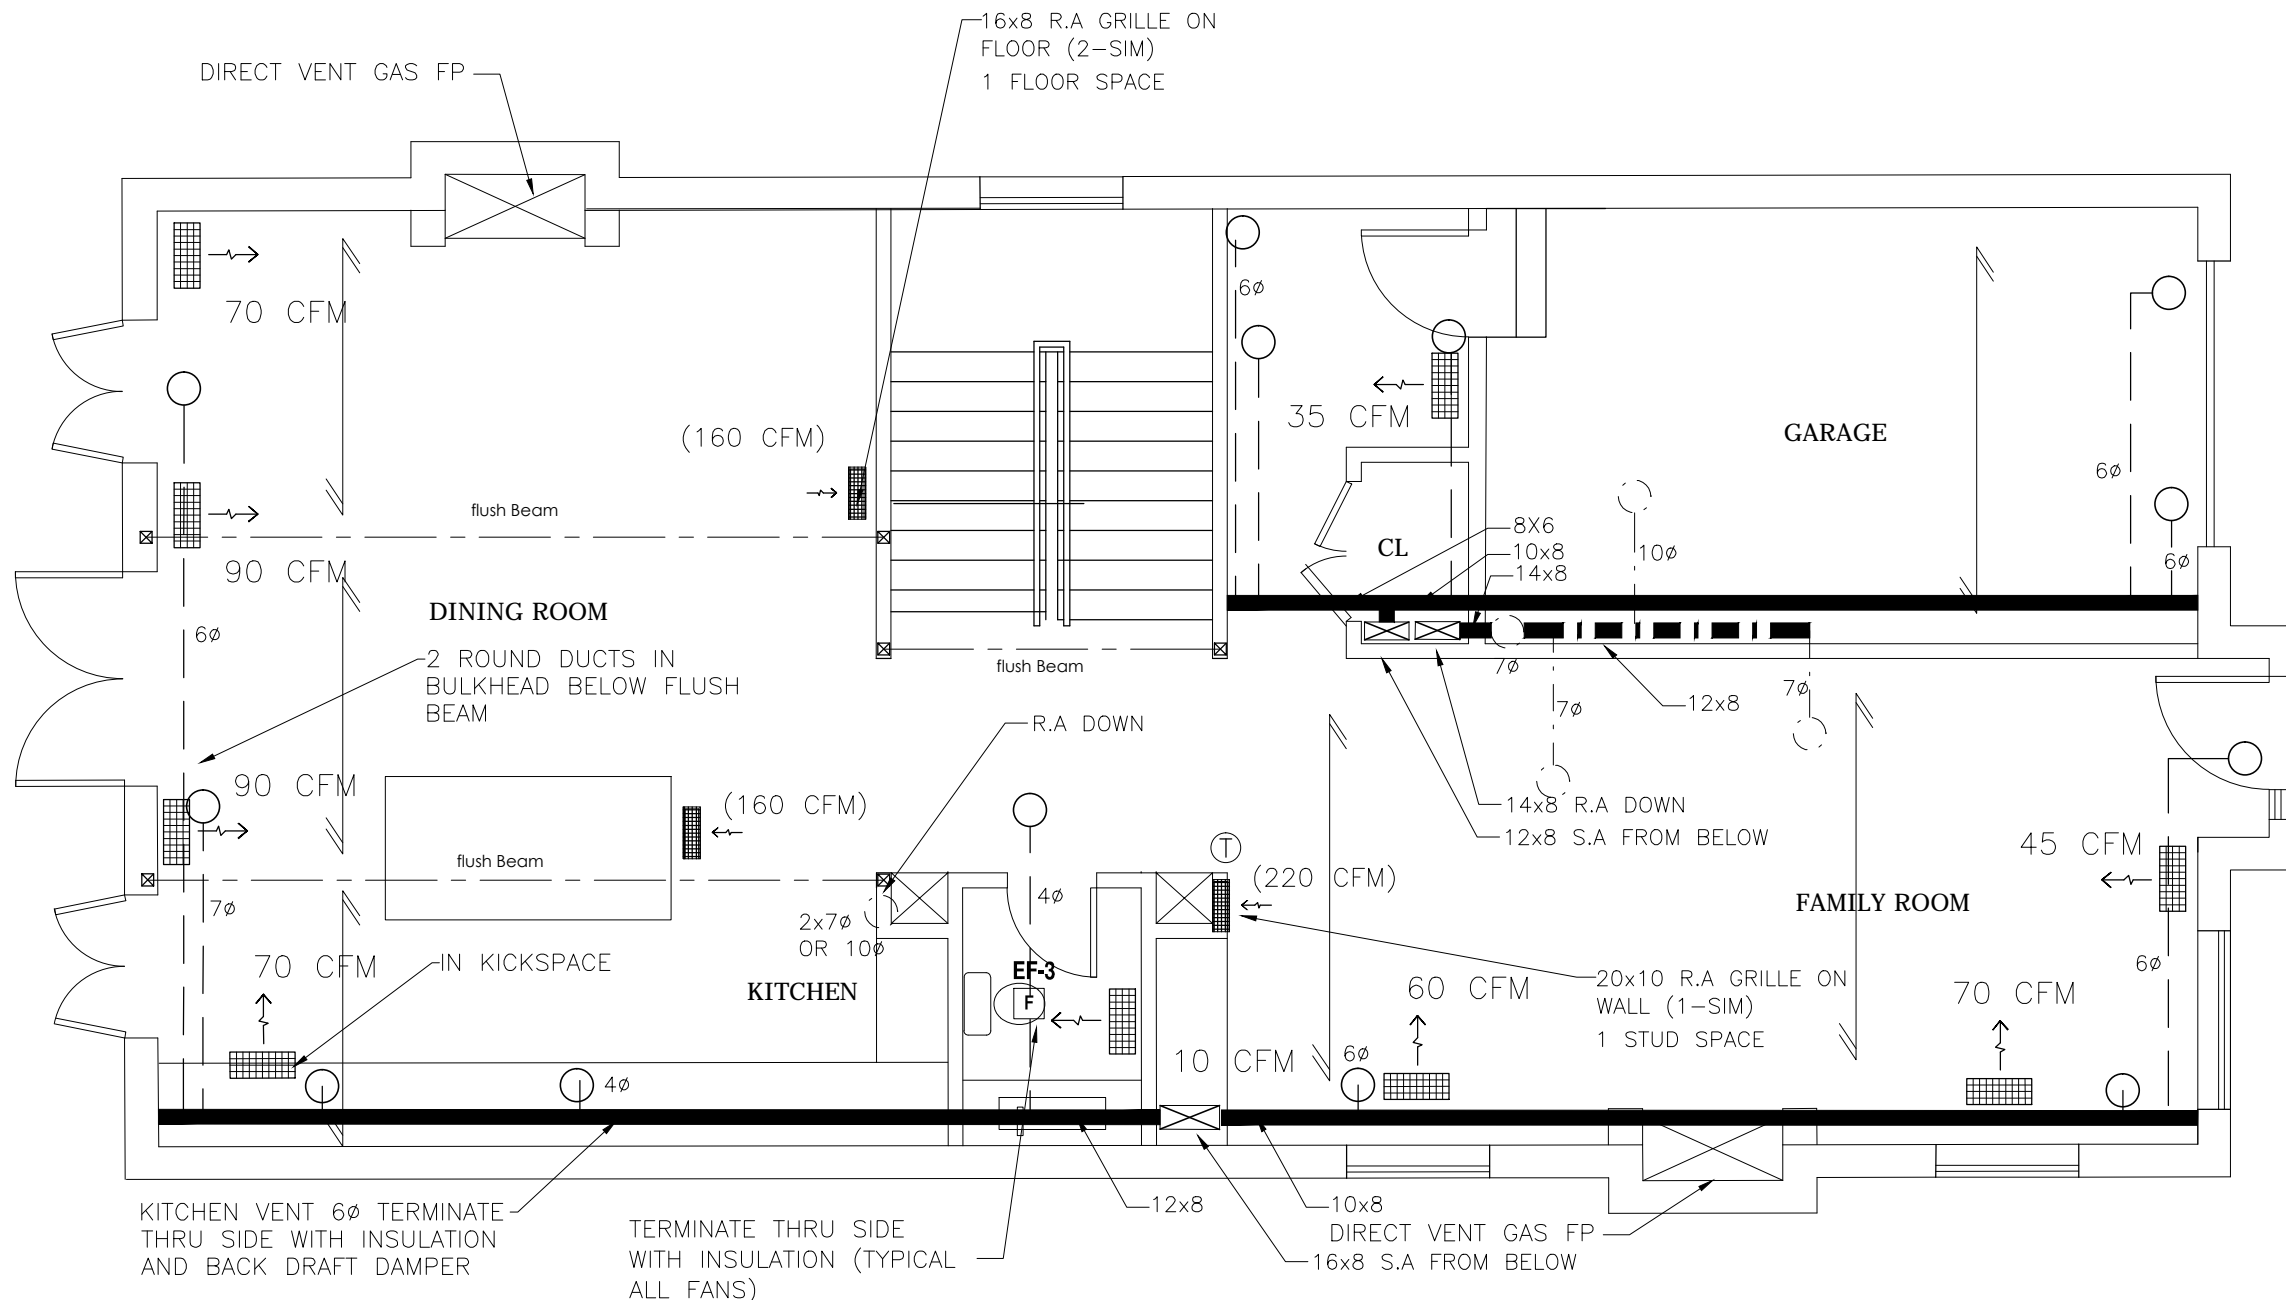 16x8 R.A GRILLE ON
FLOOR (2-SIM)
1 FLOOR SPACE
DIRECT VENT GAS FP
70 CFM
6ø
35 CFM
(160 CFM)
GARAGE
6ø
flush Beam
8X6
10x8
14x8
CL
10ø
6ø
90 CFM
DINING ROOM
6ø
2 ROUND DUCTS IN
BULKHEAD BELOW FLUSH
BEAM
flush Beam
7ø
7ø
7ø
12x8
R.A DOWN
90 CFM
(160 CFM)
14x8 R.A DOWN
12x8 S.A FROM BELOW
T
45 CFM
flush Beam
(220 CFM)
4ø
7ø
2x7ø
OR 10ø
FAMILY ROOM
70 CFM
IN KICKSPACE
EF-3
F
KITCHEN
60 CFM
20x10 R.A GRILLE ON
WALL (1-SIM)
1 STUD SPACE
70 CFM
6ø
10 CFM
6ø
4ø
KITCHEN VENT 6ø TERMINATE
THRU SIDE WITH INSULATION
AND BACK DRAFT DAMPER
TERMINATE THRU SIDE
WITH INSULATION (TYPICAL
ALL FANS)
12x8
10x8
DIRECT VENT GAS FP
16x8 S.A FROM BELOW